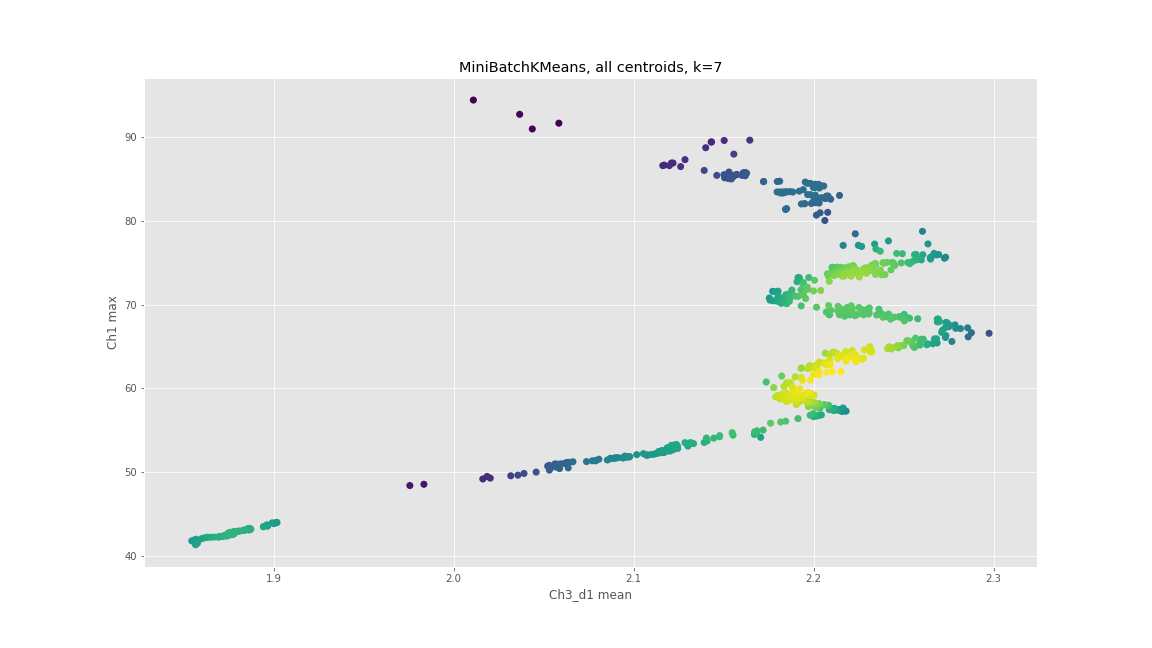 MiniBatchKMeans, all centroids, k=7
Ch1 max
90
80
70
60
50
40
1.9 2.0 2.1 2.2 2.3
Ch3_d1 mean